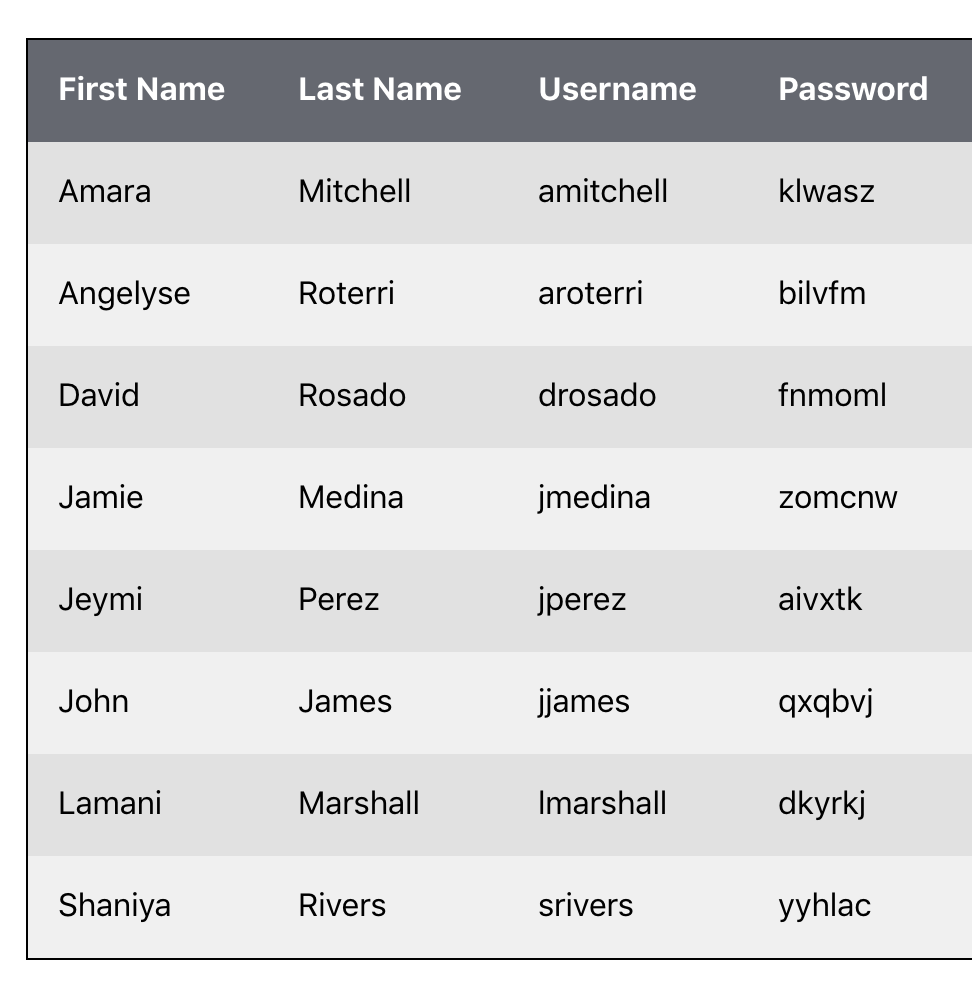 First Name Last Name Username Password
Amara Mitchell amitchell klwasz
Angelyse Roterri aroterri bilvfm
David Rosado drosado fnmoml
Jamie Medina jmedina zomcnw
Jeymi Perez jperez aivxtk
John James jjames qxqbvj
Lamani Marshall lmarshall dkyrkj
Shaniya Rivers srivers yyhlac